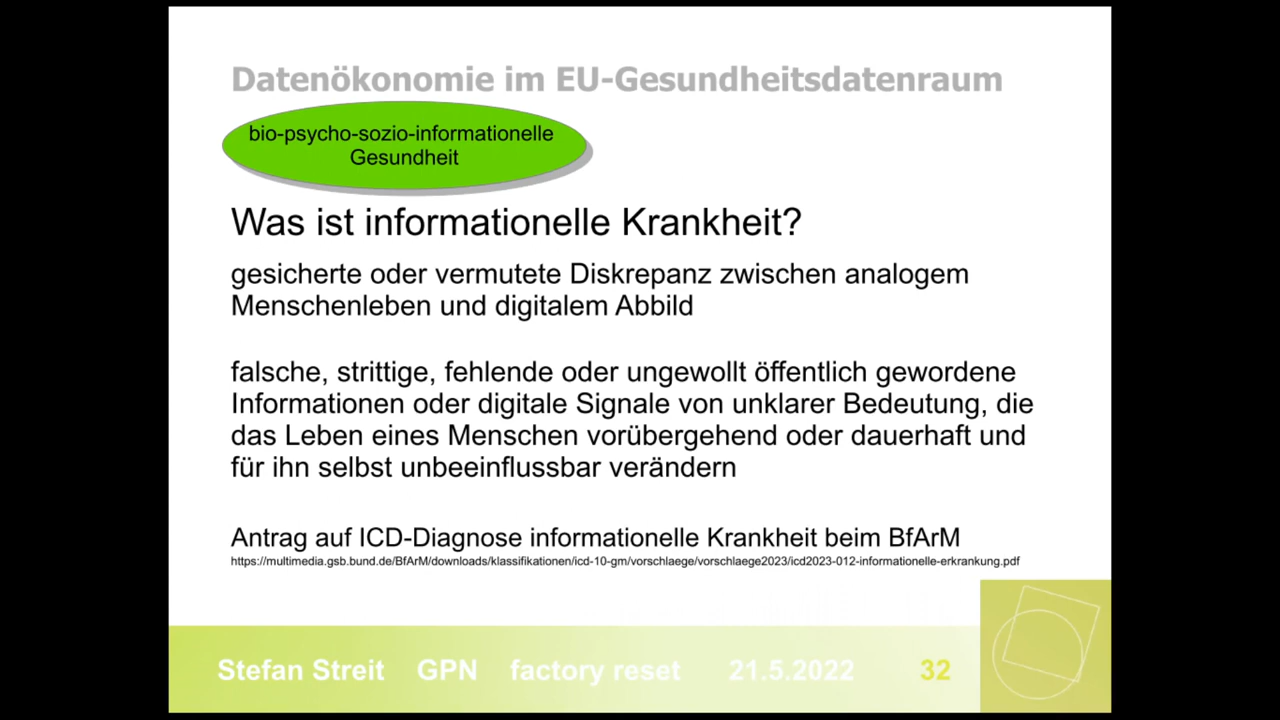 Datenökonomie im EU-Gesundheitsdatenraum
bio-psycho-sozio-informationelle
Gesundheit
Was ist informationelle Krankheit?
gesicherte oder vermutete Diskrepanz zwischen analogem
Menschenleben und digitalem Abbild
falsche, strittige, fehlende oder ungewollt öffentlich gewordene
Informationen oder digitale Signale von unklarer Bedeutung, die
das Leben eines Menschen vorübergehend oder dauerhaft und
für ihn selbst unbeeinflussbar verändern
Antrag auf ICD-Diagnose informationelle Krankheit beim BfArM
https://multimedia.gsb.bund.de/BfArM/downloads/klassifikationen/icd-10-gm/vorschlaege/vorschlaege2023/icd2023-012-informationelle-erkrankung.pdf
Stefan Streit GPN factory reset 21.5.2022 32